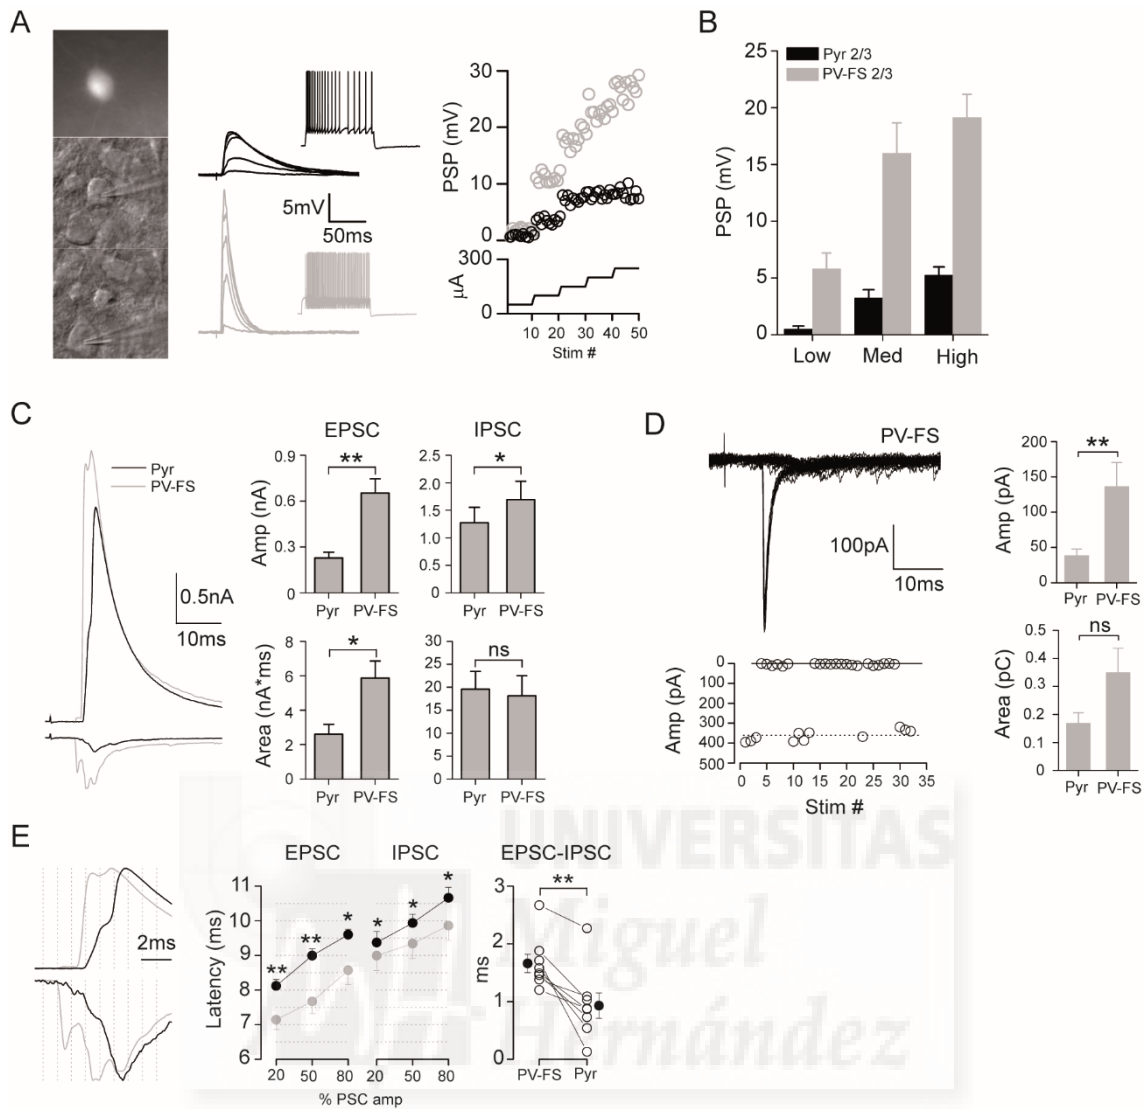 A
5mV
50ms
30
20
10
0
PSP (mV)
300
0
µA
10
20
30
40
50
Stim #
B
Pyr 2/3
PV-FS 2/3
25
20
15
10
5
0
PSP (mV)
Low
Med
High
C
Pyr
PV-FS
0.5nA
10ms
EPSC
IPSC
0.9
0.6
0.3
0
Amp (nA)
**
Pyr
PV-FS
2.5
2.0
1.5
1.0
0.5
0
*
Pyr
PV-FS
8
6
4
2
0
Area (nA*ms)
*
Pyr
PV-FS
30
25
20
15
10
5
0
ns
Pyr
PV-FS
D
PV-FS
100pA
10ms
0
100
200
300
400
500
Amp (pA)
0
5
10
15
20
25
30
35
Stim #
200
150
100
50
0
Amp (pA)
**
Pyr
PV-FS
0.5
0.4
0.3
0.2
0.1
0
Area (pC)
ns
Pyr
PV-FS
E
2ms
EPSC
IPSC
11
10
9
8
7
6
Latency (ms)
**
**
*
*
*
*
20
50
80
20
50
80
% PSC amp
EPSC-IPSC
3
2
1
0
ms
**
PV-FS
Pyr
UNIVERSITAS
Miguel
Hernández